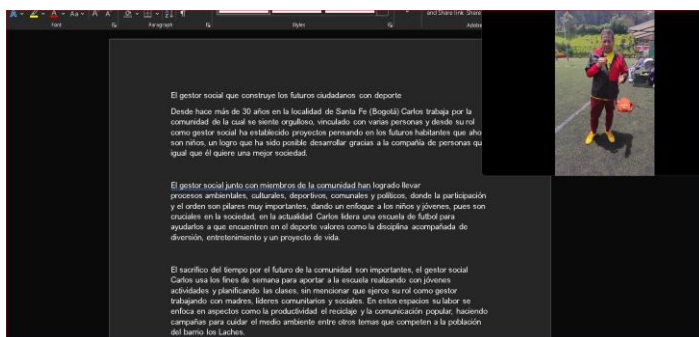 and Share link Share
Font
Paragraph
Styles
Adobe
El gestor social que construye los futuros ciudadanos con deporte
Desde hace más de 30 años en la localidad de Santa Fe (Bogotá) Carlos trabaja por la
comunidad de la cual se siente orgulloso, vinculado con varias personas y desde su rol
como gestor social ha establecido proyectos pensando en los futuros habitantes que aho
son niños, un logro que ha sido posible desarrollar gracias a la compañía de personas qu
igual que él quiere una mejor sociedad.
El gestor social junto con miembros de la comunidad han logrado llevar
procesos ambientales, culturales, deportivos, comunales y políticos, donde la participación
y el orden son pilares muy importantes, dando un enfoque a los niños y jóvenes, pues son
cruciales en la sociedad, en la actualidad Carlos lidera una escuela de futbol para
ayudarlos a que encuentren en el deporte valores como la disciplina acompañada de
diversión, entretenimiento y un proyecto de vida.
El sacrifico del tiempo por el futuro de la comunidad son importantes, el gestor social
Carlos usa los fines de semana para aportar a la escuela realizando con jóvenes
actividades y planificando las clases, sin mencionar que ejerce su rol como gestor
trabajando con madres, líderes comunitarios y sociales. En estos espacios su labor se
enfoca en aspectos como la productividad el reciclaje y la comunicación popular, haciendo
campañas para cuidar el medio ambiente entre otros temas que competen a la población
del barrio los Laches.